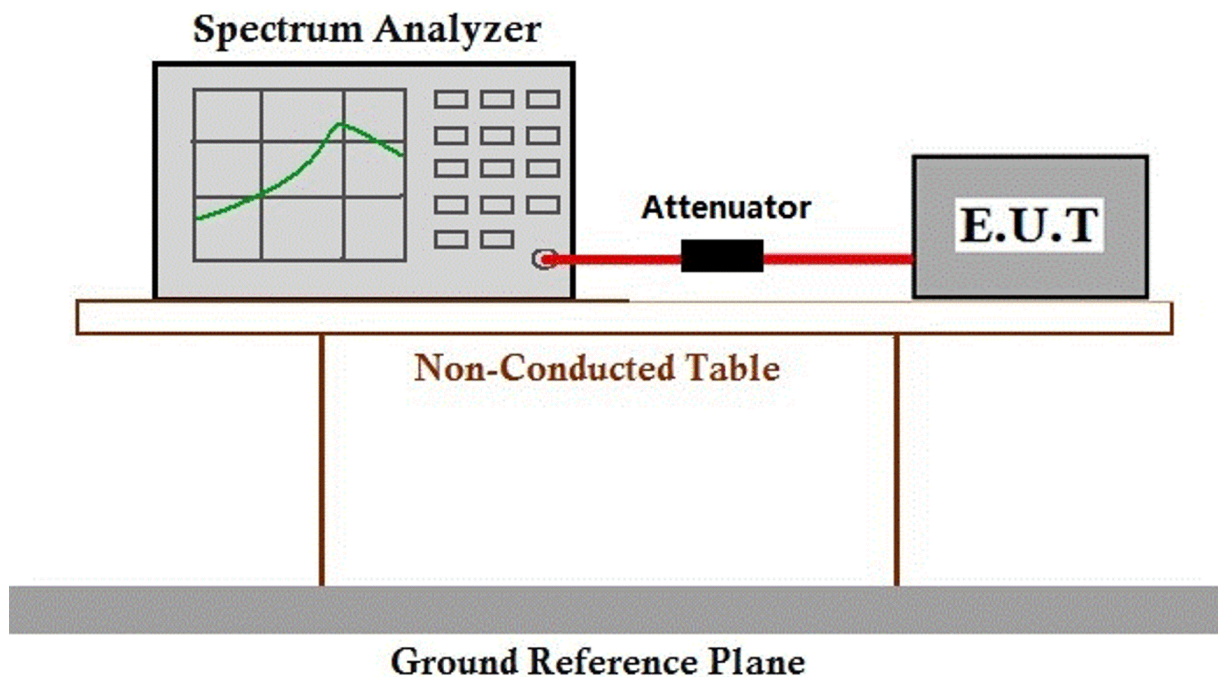 Spectrum Analyzer
Attenuator
E.U.T
Non-Conducted Table
Ground Reference Plane